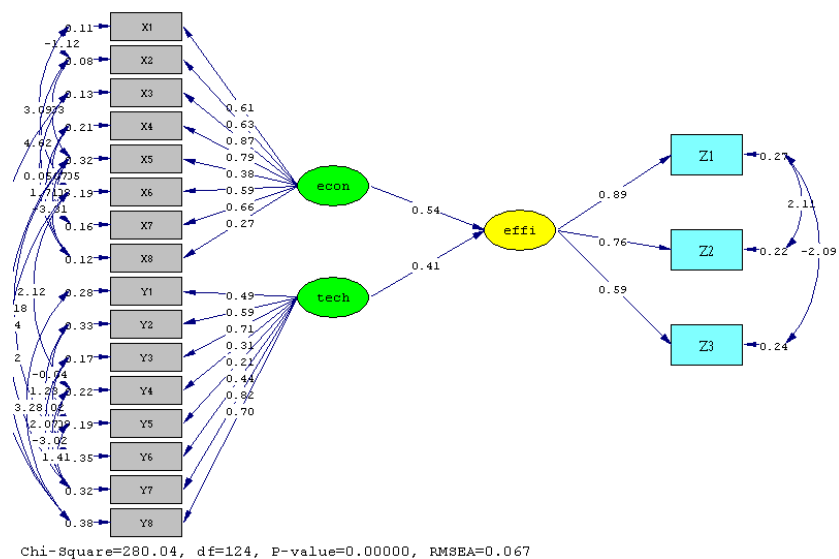 0.11 X1
-1.12
0.08 X2
0.13 X3
0.61
0.63
0.21 X4
0.87
0.79
4.62
0.32 X5
0.38
Z1 0.27
econ
0.89
0.19 X6
0.59
2.11
-3.31
0.66
0.54
0.16 X7
0.27
effi
0.76
Z2 0.22
-2.09
0.12 X8
0.41
2.12
0.28 Y1
0.49
tech
0.59
18
0.59
4
0.33 Y2
0.71
0.31
2
0.17 Y3
0.21
Z3 0.24
-0.04
0.44
0.22 Y4
0.82
0.70
0.19 Y5
-3.02
1.41 .35 Y6
0.32 Y7
0.38 Y8
Chi-Square=280.04, df=124, P-value=0.00000, RMSEA=0.067